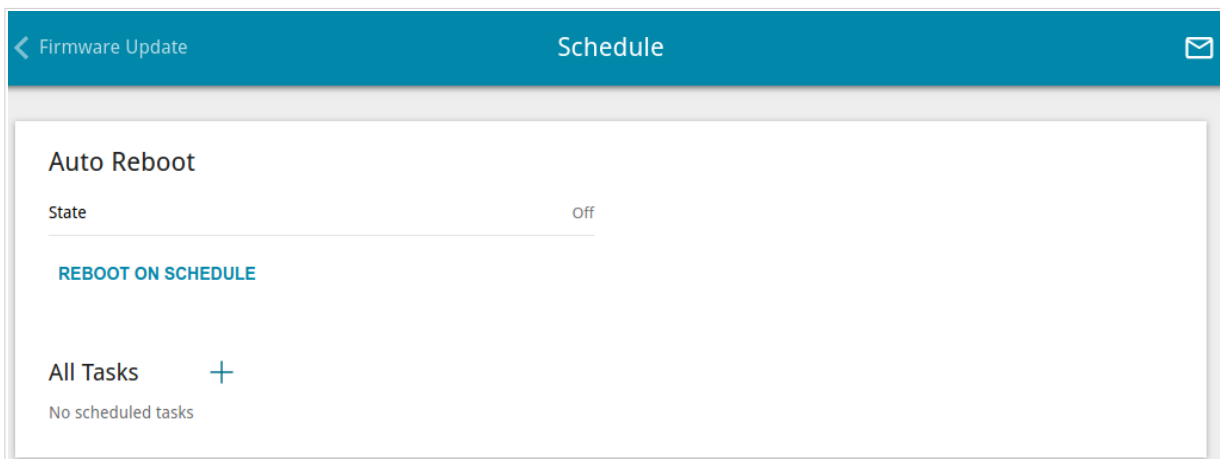 Firmware Update
Schedule
Auto Reboot
State Off
REBOOT ON SCHEDULE
All Tasks
No scheduled tasks